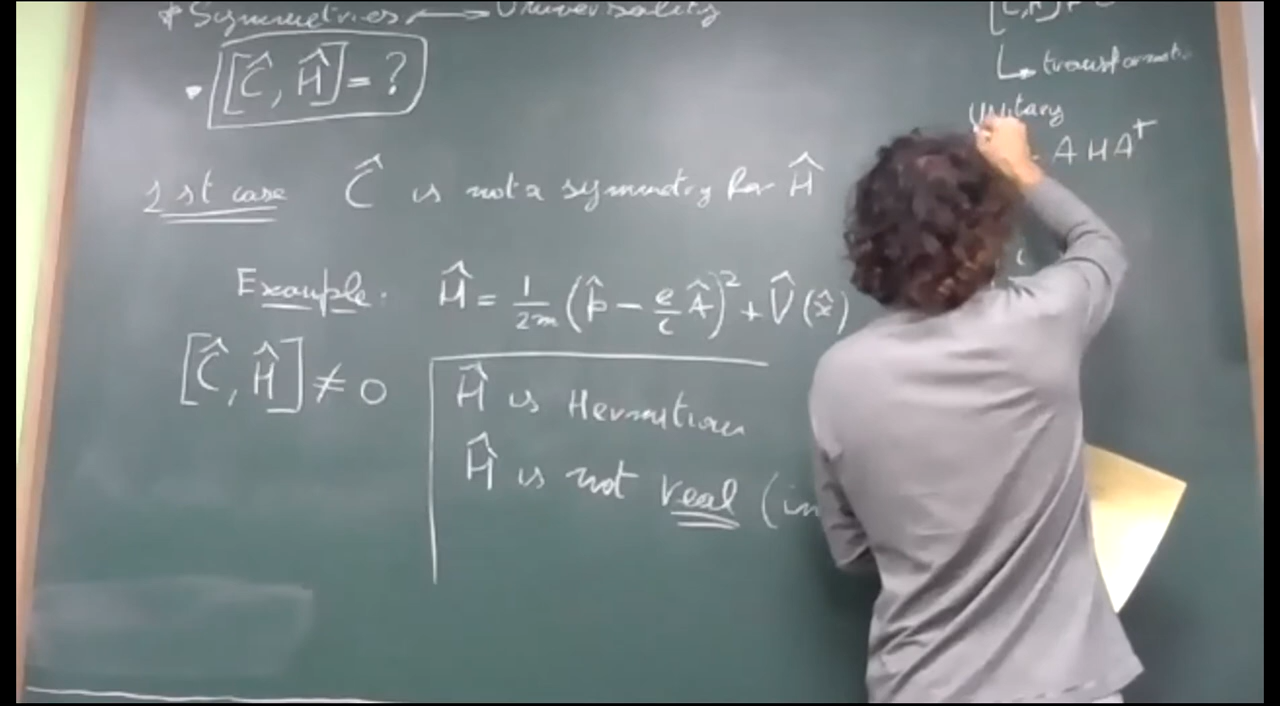 * Symmetries ⟷ Universality
• [Ĉ, Ĥ] = ?
1st case Ĉ is not a symmetry for Ĥ
Example: Ĥ = 1/2m (p̂ − e/c Â)² + V̂(x̂)
[Ĉ, Ĥ] ≠ 0
Ĥ is Hermitian
Ĥ is not real (in
Unitary
A H A†